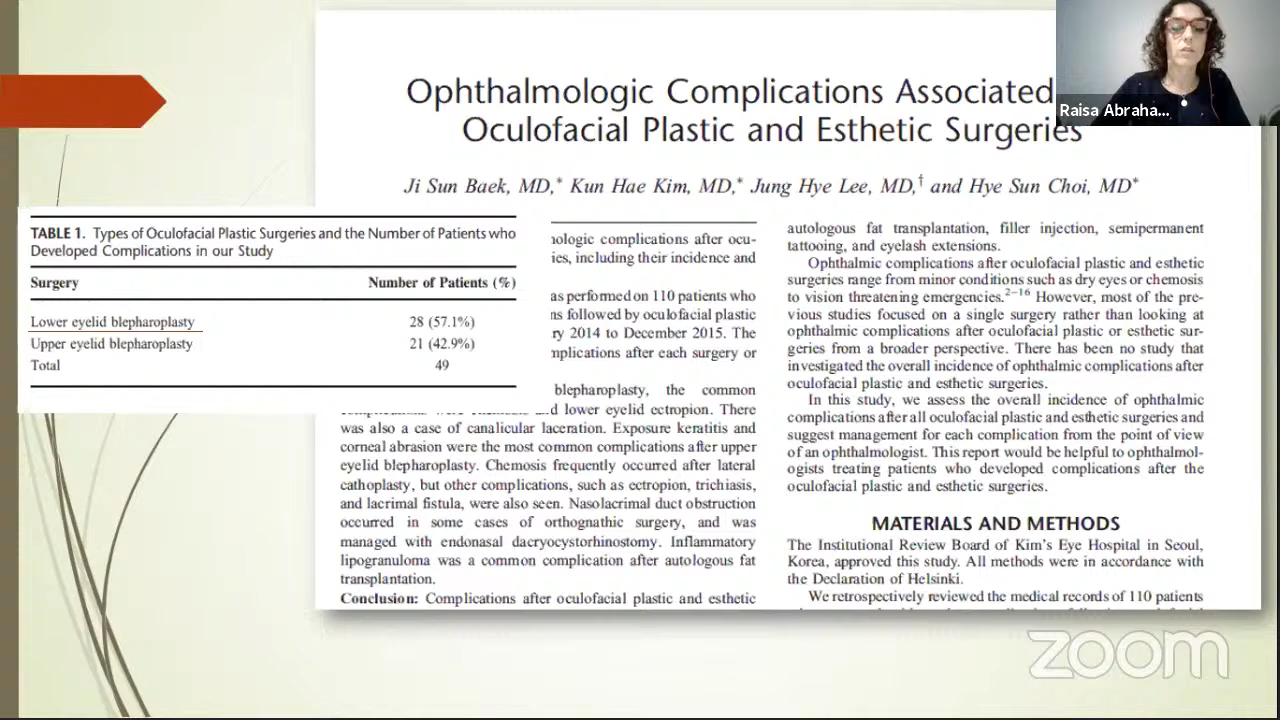 Ophthalmologic Complications Associated
Oculofacial Plastic and Esthetic Surgeries
Raisa Abraha...
Ji Sun Baek, MD,* Kun Hae Kim, MD,* Jung Hye Lee, MD,† and Hye Sun Choi, MD*
TABLE 1. Types of Oculofacial Plastic Surgeries and the Number of Patients who
Developed Complications in our Study
Surgery Number of Patients (%)
Lower eyelid blepharoplasty 28 (57.1%)
Upper eyelid blepharoplasty 21 (42.9%)
Total 49
complications after ocu-
ies, including their incidence and
as performed on 110 patients who
followed by oculofacial plastic
2014 to December 2015. The
after each surgery or
blepharoplasty, the common
lower eyelid ectropion. There
was also a case of canalicular laceration. Exposure keratitis and
corneal abrasion were the most common complications after upper
eyelid blepharoplasty. Chemosis frequently occurred after lateral
cathoplasty, but other complications, such as ectropion, trichiasis,
and lacrimal fistula, were also seen. Nasolacrimal duct obstruction
occurred in some cases of orthognathic surgery, and was
managed with endonasal dacryocystorhinostomy. Inflammatory
lipogranuloma was a common complication after autologous fat
transplantation.
Conclusion: Complications after oculofacial plastic and esthetic
autologous fat transplantation, filler injection, semipermanent
tattooing, and eyelash extensions.
Ophthalmic complications after oculofacial plastic and esthetic
surgeries range from minor conditions such as dry eyes or chemosis
to vision threatening emergencies.2–16 However, most of the pre-
vious studies focused on a single surgery rather than looking at
ophthalmic complications after oculofacial plastic or esthetic sur-
geries from a broader perspective. There has been no study that
investigated the overall incidence of ophthalmic complications after
oculofacial plastic and esthetic surgeries.
In this study, we assess the overall incidence of ophthalmic
complications after all oculofacial plastic and esthetic surgeries and
suggest management for each complication from the point of view
of an ophthalmologist. This report would be helpful to ophthalmol-
ogists treating patients who developed complications after the
oculofacial plastic and esthetic surgeries.
MATERIALS AND METHODS
The Institutional Review Board of Kim's Eye Hospital in Seoul,
Korea, approved this study. All methods were in accordance with
the Declaration of Helsinki.
We retrospectively reviewed the medical records of 110 patients
zoom